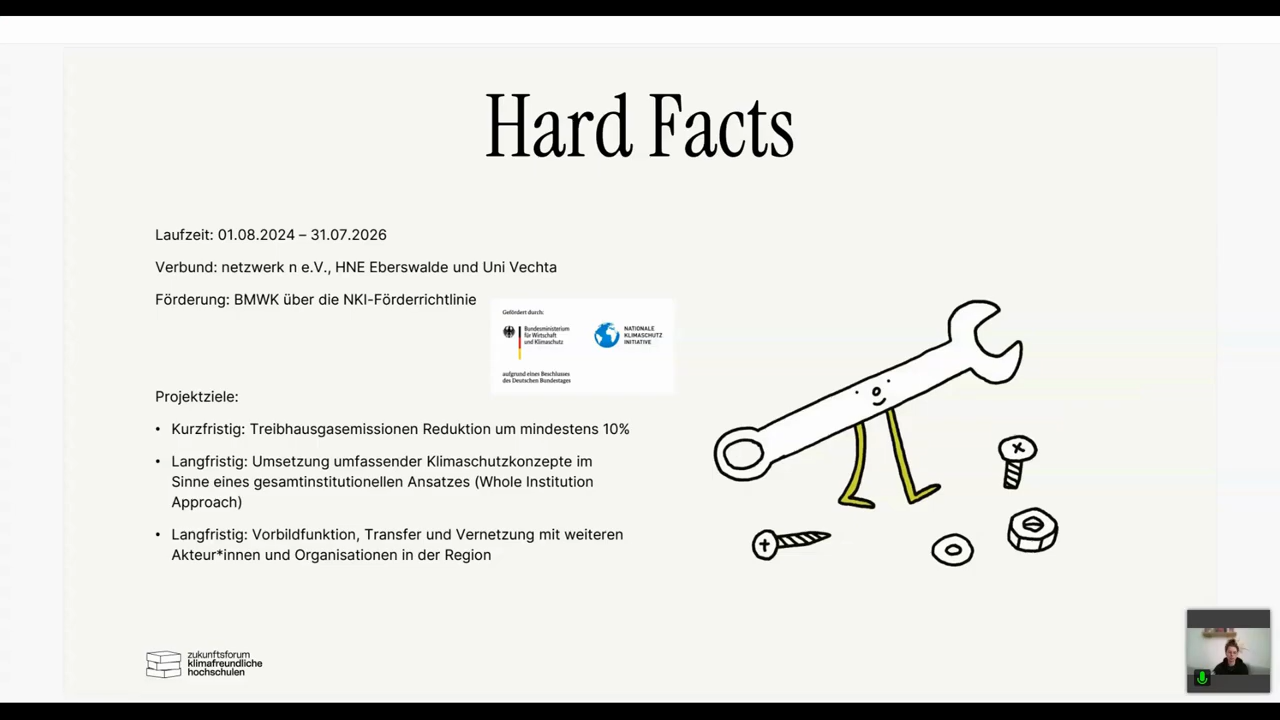 Hard Facts
Laufzeit: 01.08.2024 – 31.07.2026
Verbund: netzwerk n e.V., HNE Eberswalde und Uni Vechta
Förderung: BMWK über die NKI-Förderrichtlinie
Gefördert durch:
Bundesministerium
für Wirtschaft
und Klimaschutz
NATIONALE
KLIMASCHUTZ
INITIATIVE
aufgrund eines Beschlusses
des Deutschen Bundestages
Projektziele:
• Kurzfristig: Treibhausgasemissionen Reduktion um mindestens 10%
• Langfristig: Umsetzung umfassender Klimaschutzkonzepte im
Sinne eines gesamtinstitutionellen Ansatzes (Whole Institution
Approach)
• Langfristig: Vorbildfunktion, Transfer und Vernetzung mit weiteren
Akteur*innen und Organisationen in der Region
zukunftsforum
klimafreundliche
hochschulen